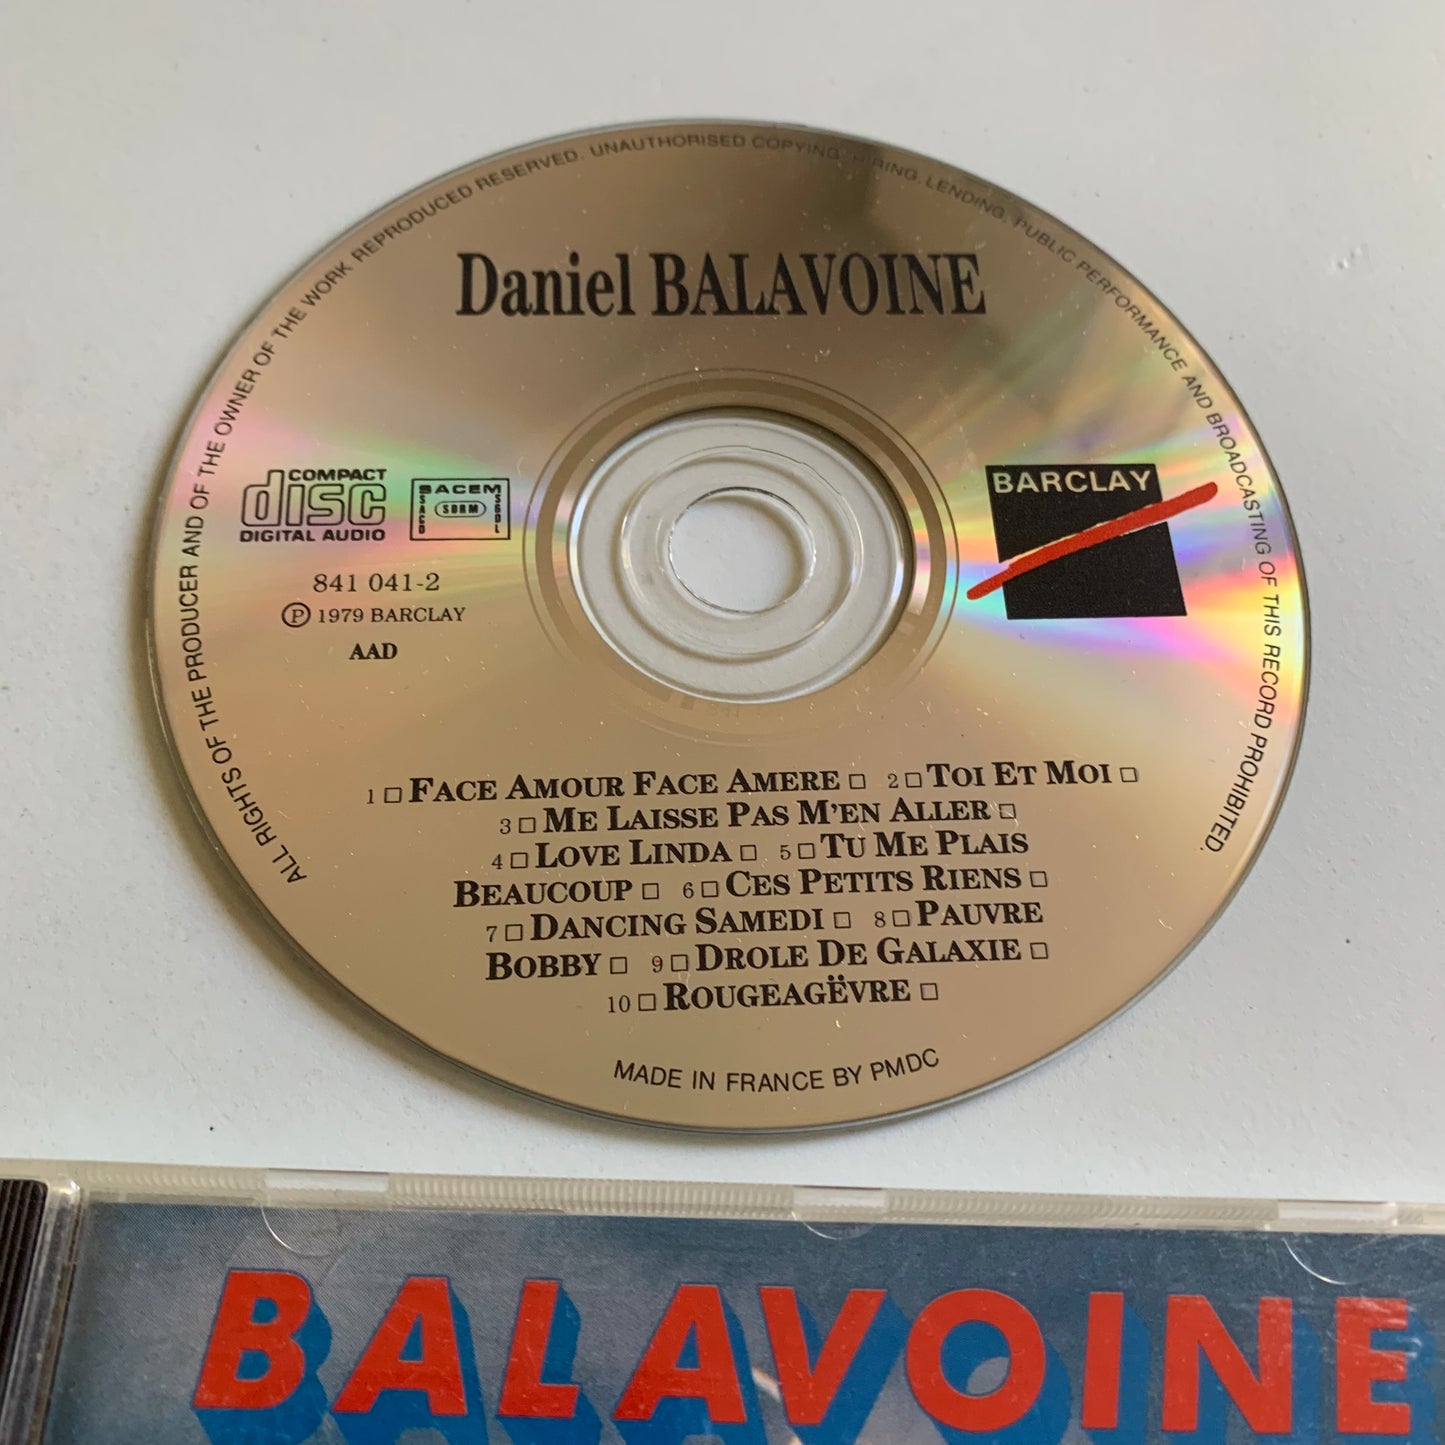 ALL RIGHTS OF THE PRODUCER AND OF THE OWNER OF THE WORK REPRODUCED RESERVED. UNAUTHORISED COPYING, HIRING, LENDING, PUBLIC PERFORMANCE AND BROADCASTING OF THIS RECORD PROHIBITED.
Daniel BALAVOINE
COMPACT
disc
DIGITAL AUDIO
SACEM
SACD
SDRM
SGDL
BARCLAY
841 041-2
Ⓟ 1979 BARCLAY
AAD
1 □ FACE AMOUR FACE AMERE □ 2 □ TOI ET MOI □
3 □ ME LAISSE PAS M'EN ALLER □
4 □ LOVE LINDA □ 5 □ TU ME PLAIS
BEAUCOUP □ 6 □ CES PETITS RIENS □
7 □ DANCING SAMEDI □ 8 □ PAUVRE
BOBBY □ 9 □ DROLE DE GALAXIE □
10 □ ROUGEAGËVRE □
MADE IN FRANCE BY PMDC
BALAVOINE